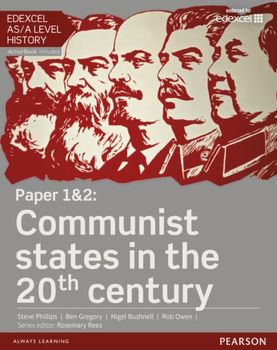 EDEXCEL
AS/A LEVEL
HISTORY
ActiveBook included
endorsed for
edexcel
Paper 1&2:
Communist
states in the
20th century
Steve Phillips | Ben Gregory | Nigel Bushnell | Rob Owen |
Series editor: Rosemary Rees
ALWAYS LEARNING
PEARSON